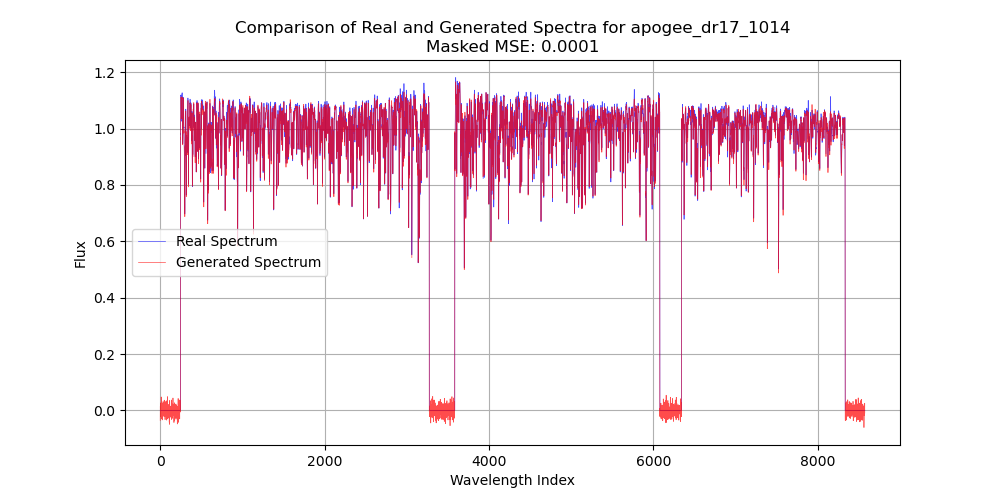 Comparison of Real and Generated Spectra for apogee_dr17_1014
Masked MSE: 0.0001
1.2
1.0
0.8
0.6
0.4
0.2
0.0
Flux
Real Spectrum
Generated Spectrum
0 2000 4000 6000 8000
Wavelength Index